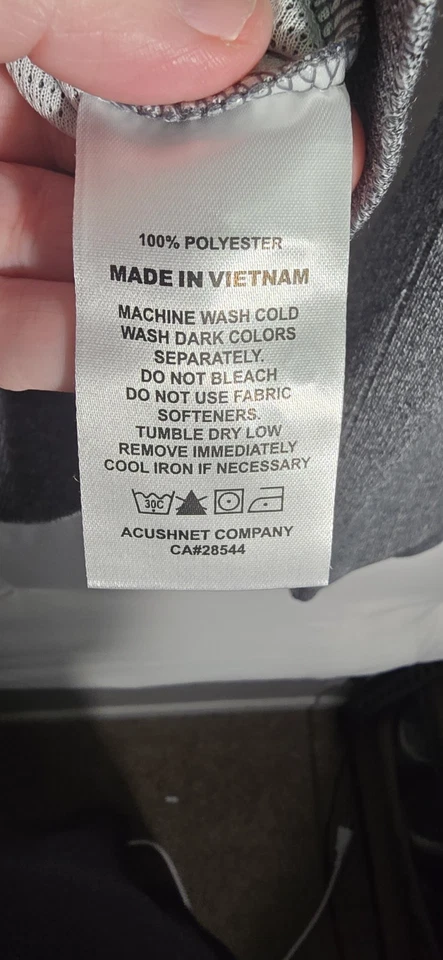 100% POLYESTER
MADE IN VIETNAM
MACHINE WASH COLD
WASH DARK COLORS
SEPARATELY.
DO NOT BLEACH
DO NOT USE FABRIC
SOFTENERS.
TUMBLE DRY LOW
REMOVE IMMEDIATELY
COOL IRON IF NECESSARY
30C
ACUSHNET COMPANY
CA#28544